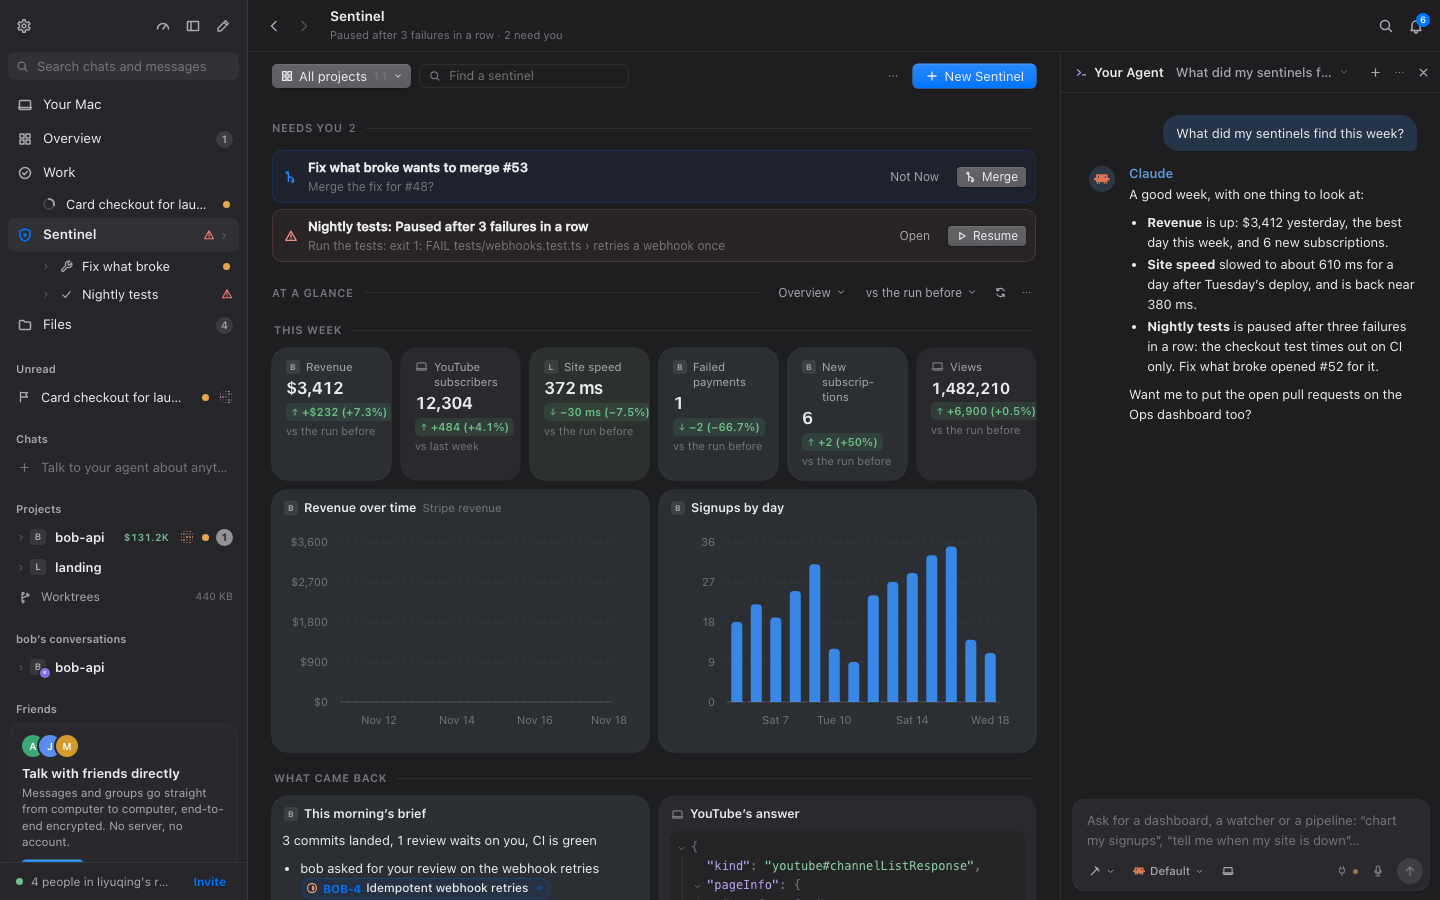 Search chats and messages
Your Mac
Overview
1
Work
Card checkout for lau...
Sentinel
Fix what broke
Nightly tests
Files
4
Unread
Card checkout for lau...
Chats
Talk to your agent about anyt...
Projects
B
bob-api
$131.2K
1
L
landing
Worktrees
440 KB
bob's conversations
B
bob-api
Friends
A
J
M
Talk with friends directly
Messages and groups go straight
from computer to computer, end-to-
end encrypted. No server, no
account.
4 people in liyuqing's r...
Invite
Sentinel
Paused after 3 failures in a row · 2 need you
6
All projects 11
Find a sentinel
New Sentinel
NEEDS YOU 2
Fix what broke wants to merge #53
Merge the fix for #48?
Not Now
Merge
Nightly tests: Paused after 3 failures in a row
Run the tests: exit 1: FAIL tests/webhooks.test.ts › retries a webhook once
Open
Resume
AT A GLANCE
Overview
vs the run before
THIS WEEK
B Revenue
$3,412
↑ +$232 (+7.3%)
vs the run before
YouTube
subscribers
12,304
↑ +484 (+4.1%)
vs last week
L Site speed
372 ms
↓ −30 ms (−7.5%)
vs the run before
B Failed
payments
1
↓ −2 (−66.7%)
vs the run before
B New
subscrip-
tions
6
↑ +2 (+50%)
vs the run before
Views
1,482,210
↑ +6,900 (+0.5%)
vs the run before
B Revenue over time Stripe revenue
$3,600
$2,700
$1,800
$900
$0
Nov 12 Nov 14 Nov 16 Nov 18
B Signups by day
36
27
18
9
0
Sat 7 Tue 10 Sat 14 Wed 18
WHAT CAME BACK
B This morning's brief
3 commits landed, 1 review waits on you, CI is green
• bob asked for your review on the webhook retries
BOB-4 Idempotent webhook retries →
YouTube's answer
{
"kind": "youtube#channelListResponse",
"pageInfo": {
Your Agent
What did my sentinels f...
What did my sentinels find this week?
Claude
A good week, with one thing to look at:
• Revenue is up: $3,412 yesterday, the best
day this week, and 6 new subscriptions.
• Site speed slowed to about 610 ms for a
day after Tuesday's deploy, and is back near
380 ms.
• Nightly tests is paused after three failures
in a row: the checkout test times out on CI
only. Fix what broke opened #52 for it.
Want me to put the open pull requests on the
Ops dashboard too?
Ask for a dashboard, a watcher or a pipeline: “chart
my signups”, “tell me when my site is down”...
Default